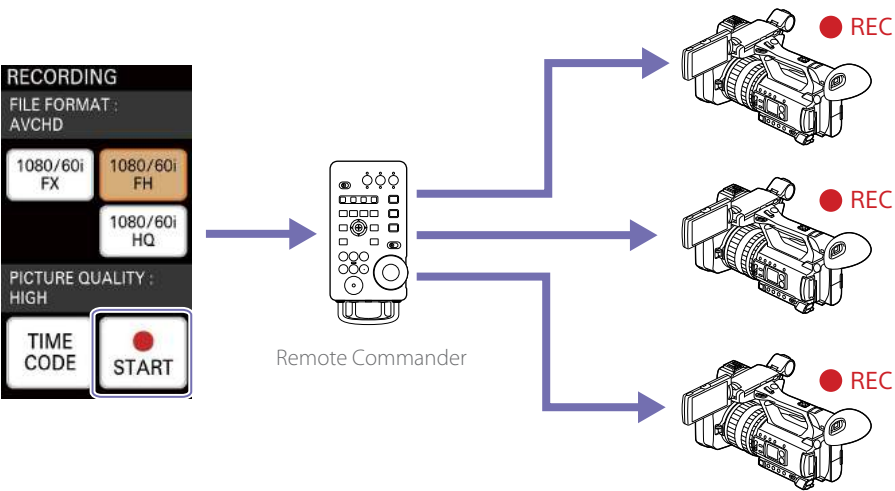 RECORDING
FILE FORMAT :
AVCHD
1080/60i
FX
1080/60i
FH
1080/60i
HQ
PICTURE QUALITY :
HIGH
TIME
CODE
START
Remote Commander
REC
REC
REC